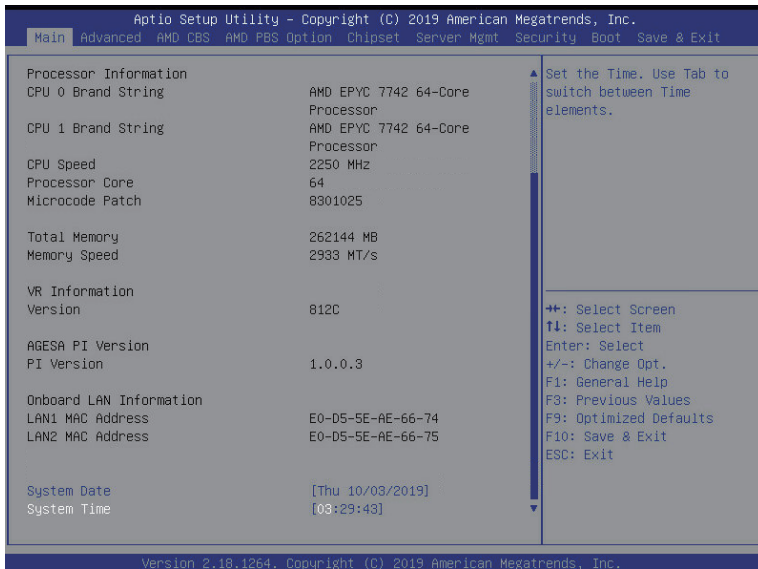 Aptio Setup Utility – Copyright (C) 2019 American Megatrends, Inc.
Main Advanced AMD CBS AMD PBS Option Chipset Server Mgmt Security Boot Save & Exit
Processor Information
CPU 0 Brand String AMD EPYC 7742 64-Core
Processor
CPU 1 Brand String AMD EPYC 7742 64-Core
Processor
CPU Speed 2250 MHz
Processor Core 64
Microcode Patch 8301025
Total Memory 262144 MB
Memory Speed 2933 MT/s
VR Information
Version 812C
AGESA PI Version
PI Version 1.0.0.3
Onboard LAN Information
LAN1 MAC Address E0-D5-5E-AE-66-74
LAN2 MAC Address E0-D5-5E-AE-66-75
System Date [Thu 10/03/2019]
System Time [03:29:43]
Set the Time. Use Tab to
switch between Time
elements.
→←: Select Screen
↑↓: Select Item
Enter: Select
+/-: Change Opt.
F1: General Help
F3: Previous Values
F9: Optimized Defaults
F10: Save & Exit
ESC: Exit
Version 2.18.1264. Copyright (C) 2019 American Megatrends, Inc.